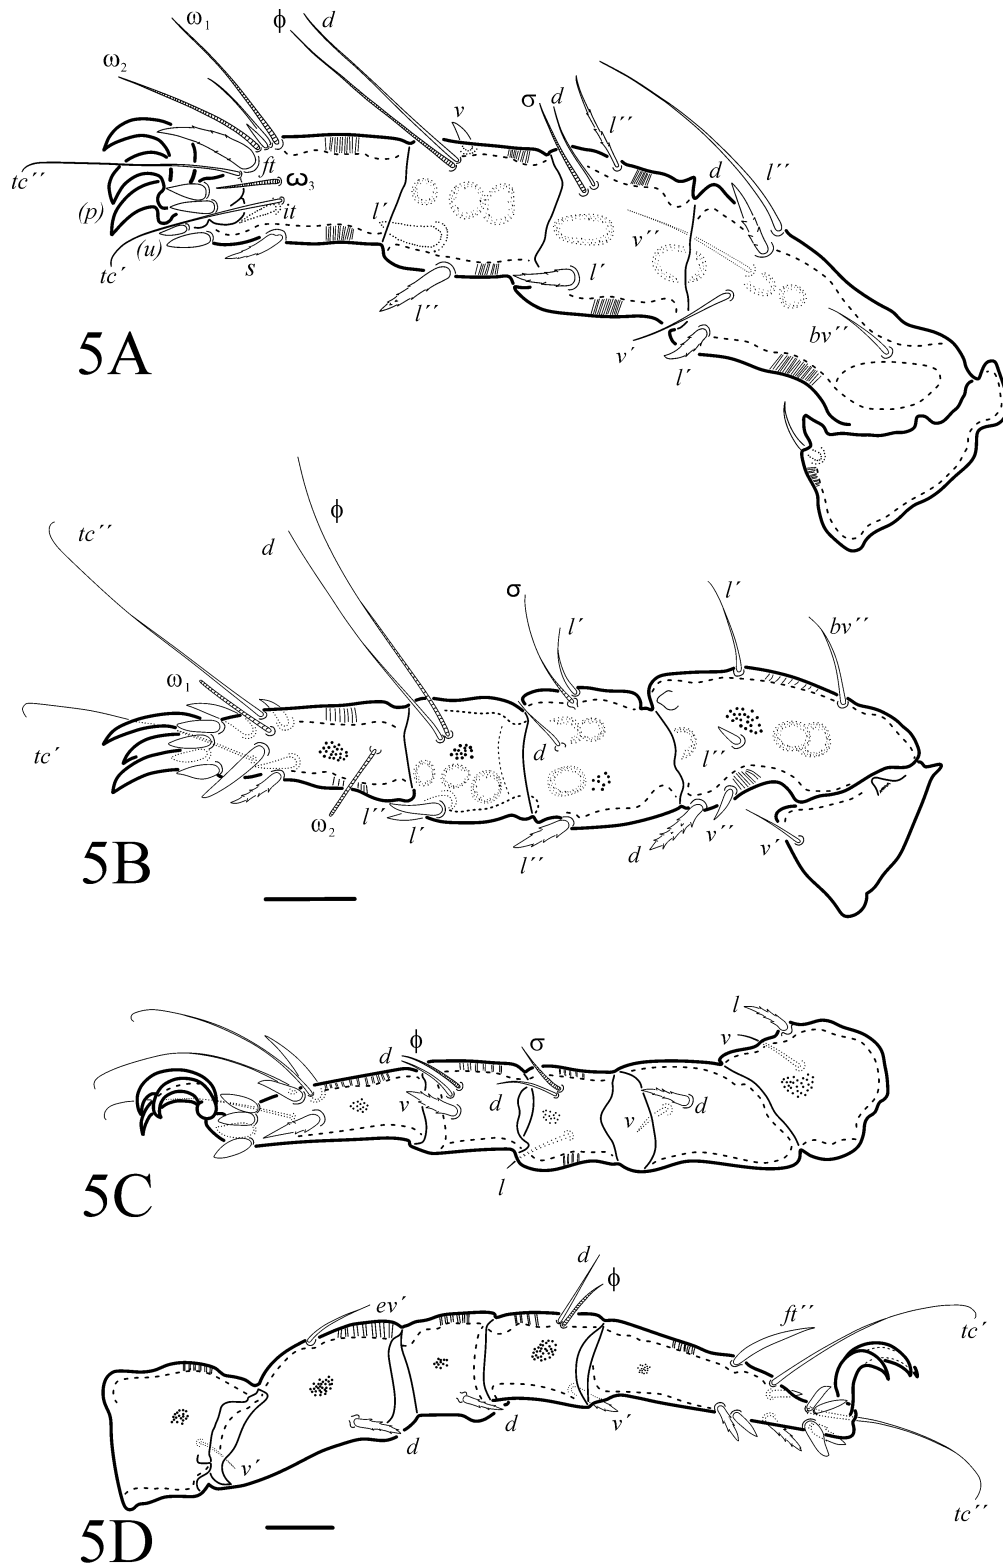 ω₁ ϕ d
ω₂ v σ d l´´ d l´´
tc´´ ft ω₃
(p) it l´ v´´
(u) tc´ s l´´ l´ v´ l´ bv´´
5A
tc´´ d ϕ σ l´ l´ bv´´
ω₁
tc´ ω₂ l´´ l´ d l´´ d l´´ v´´ v´
5B
d ϕ σ l v
v d v d
l
5C
d ϕ
ev´ ft´´ tc´
v´ d d v´ tc´´
5D